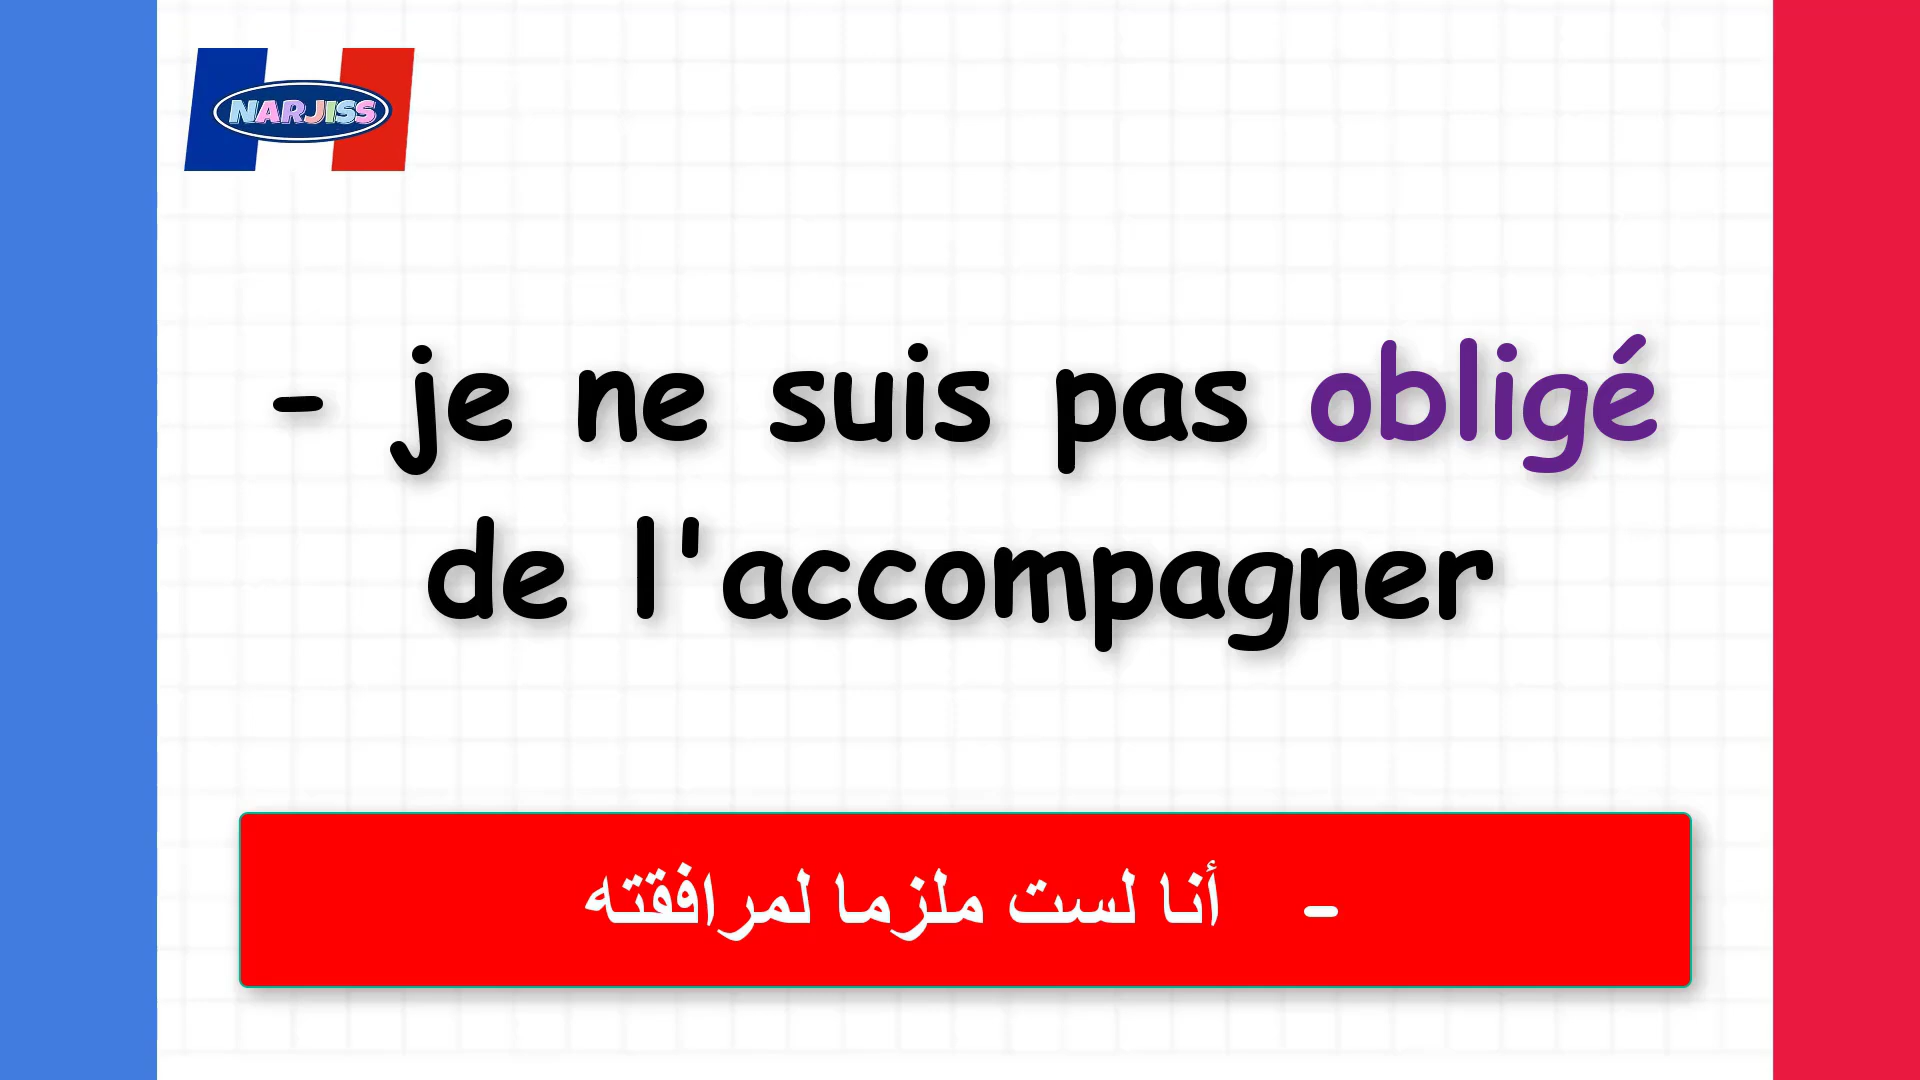 NARJISS
- je ne suis pas obligé
de l'accompagner
- أنا لست ملزما لمرافقته